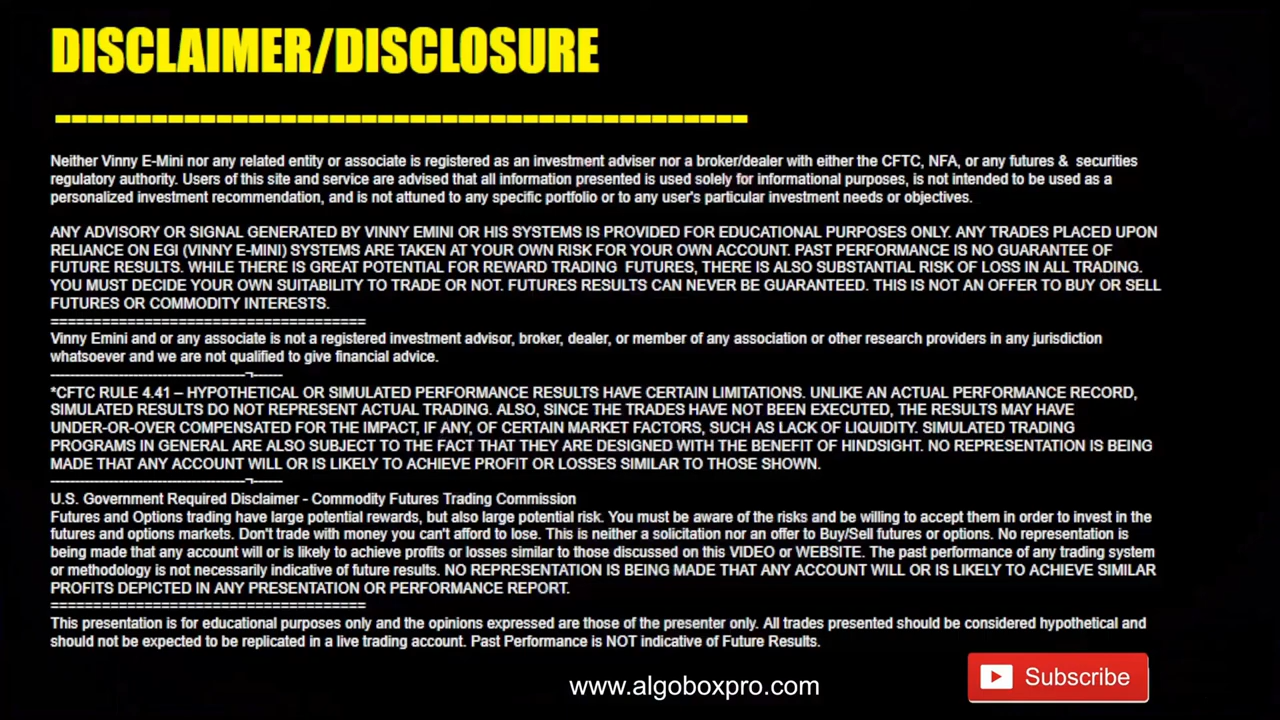 DISCLAIMER/DISCLOSURE
-------------------------------------------
Neither Vinny E-Mini nor any related entity or associate is registered as an investment adviser nor a broker/dealer with either the CFTC, NFA, or any futures & securities
regulatory authority. Users of this site and service are advised that all information presented is used solely for informational purposes, is not intended to be used as a
personalized investment recommendation, and is not attuned to any specific portfolio or to any user's particular investment needs or objectives.
ANY ADVISORY OR SIGNAL GENERATED BY VINNY EMINI OR HIS SYSTEMS IS PROVIDED FOR EDUCATIONAL PURPOSES ONLY. ANY TRADES PLACED UPON
RELIANCE ON EGI (VINNY E-MINI) SYSTEMS ARE TAKEN AT YOUR OWN RISK FOR YOUR OWN ACCOUNT. PAST PERFORMANCE IS NO GUARANTEE OF
FUTURE RESULTS. WHILE THERE IS GREAT POTENTIAL FOR REWARD TRADING FUTURES, THERE IS ALSO SUBSTANTIAL RISK OF LOSS IN ALL TRADING.
YOU MUST DECIDE YOUR OWN SUITABILITY TO TRADE OR NOT. FUTURES RESULTS CAN NEVER BE GUARANTEED. THIS IS NOT AN OFFER TO BUY OR SELL
FUTURES OR COMMODITY INTERESTS.
=====================================
Vinny Emini and or any associate is not a registered investment advisor, broker, dealer, or member of any association or other research providers in any jurisdiction
whatsoever and we are not qualified to give financial advice.
---------------------------------------------¬------
*CFTC RULE 4.41 – HYPOTHETICAL OR SIMULATED PERFORMANCE RESULTS HAVE CERTAIN LIMITATIONS. UNLIKE AN ACTUAL PERFORMANCE RECORD,
SIMULATED RESULTS DO NOT REPRESENT ACTUAL TRADING. ALSO, SINCE THE TRADES HAVE NOT BEEN EXECUTED, THE RESULTS MAY HAVE
UNDER-OR-OVER COMPENSATED FOR THE IMPACT, IF ANY, OF CERTAIN MARKET FACTORS, SUCH AS LACK OF LIQUIDITY. SIMULATED TRADING
PROGRAMS IN GENERAL ARE ALSO SUBJECT TO THE FACT THAT THEY ARE DESIGNED WITH THE BENEFIT OF HINDSIGHT. NO REPRESENTATION IS BEING
MADE THAT ANY ACCOUNT WILL OR IS LIKELY TO ACHIEVE PROFIT OR LOSSES SIMILAR TO THOSE SHOWN.
---------------------------------------------¬------
U.S. Government Required Disclaimer - Commodity Futures Trading Commission
Futures and Options trading have large potential rewards, but also large potential risk. You must be aware of the risks and be willing to accept them in order to invest in the
futures and options markets. Don't trade with money you can't afford to lose. This is neither a solicitation nor an offer to Buy/Sell futures or options. No representation is
being made that any account will or is likely to achieve profits or losses similar to those discussed on this VIDEO or WEBSITE. The past performance of any trading system
or methodology is not necessarily indicative of future results. NO REPRESENTATION IS BEING MADE THAT ANY ACCOUNT WILL OR IS LIKELY TO ACHIEVE SIMILAR
PROFITS DEPICTED IN ANY PRESENTATION OR PERFORMANCE REPORT.
=====================================
This presentation is for educational purposes only and the opinions expressed are those of the presenter only. All trades presented should be considered hypothetical and
should not be expected to be replicated in a live trading account. Past Performance is NOT indicative of Future Results.
www.algoboxpro.com
Subscribe